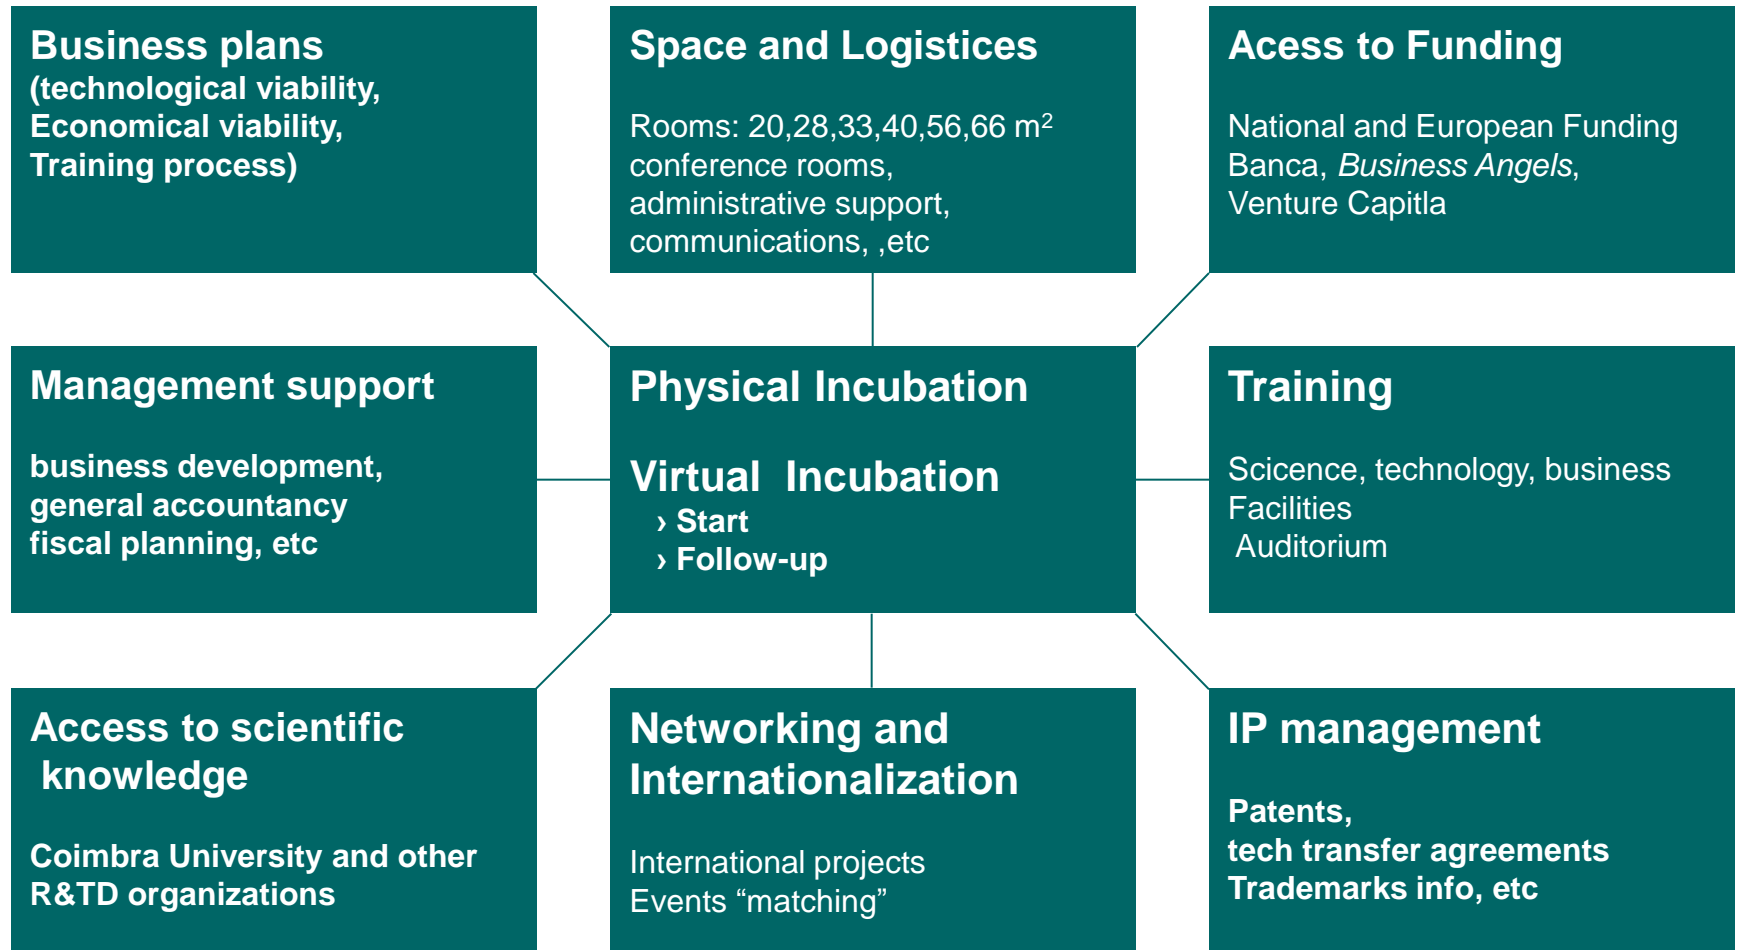 Business plans
(technological viability,
Economical viability,
Training process)
Space and Logistices
Rooms: 20,28,33,40,56,66 m²
conference rooms,
administrative support,
communications, ,etc
Acess to Funding
National and European Funding
Banca, Business Angels,
Venture Capitla
Management support
business development,
general accountancy
fiscal planning, etc
Physical Incubation
Virtual Incubation
› Start
› Follow-up
Training
Scicence, technology, business
Facilities
Auditorium
Access to scientific
knowledge
Coimbra University and other
R&TD organizations
Networking and
Internationalization
International projects
Events “matching”
IP management
Patents,
tech transfer agreements
Trademarks info, etc